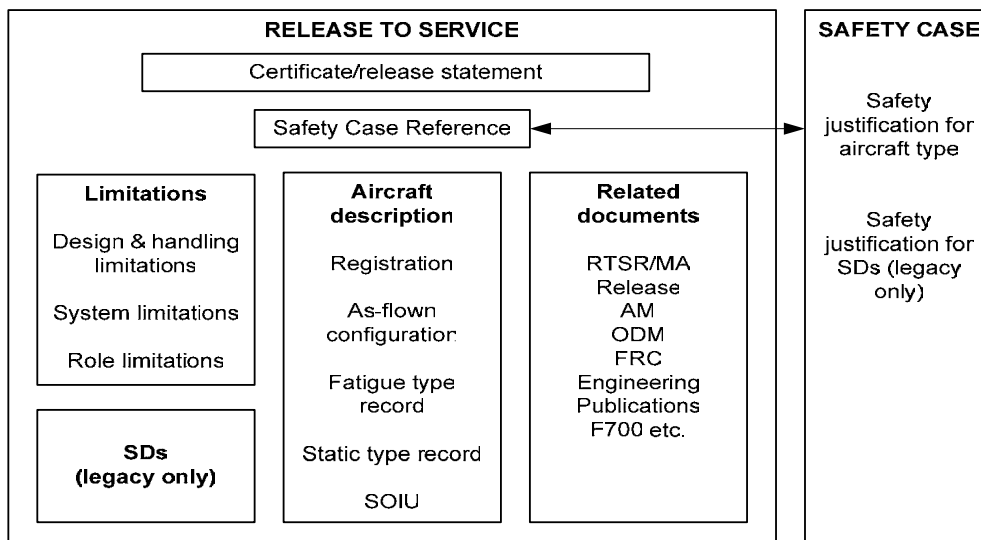 RELEASE TO SERVICE
Certificate/release statement
Safety Case Reference
Limitations
Design & handling
limitations
System limitations
Role limitations
SDs
(legacy only)
Aircraft
description
Registration
As-flown
configuration
Fatigue type
record
Static type record
SOIU
Related
documents
RTSR/MA
Release
AM
ODM
FRC
Engineering
Publications
F700 etc.
SAFETY CASE
Safety
justification for
aircraft type
Safety
justification for
SDs (legacy
only)